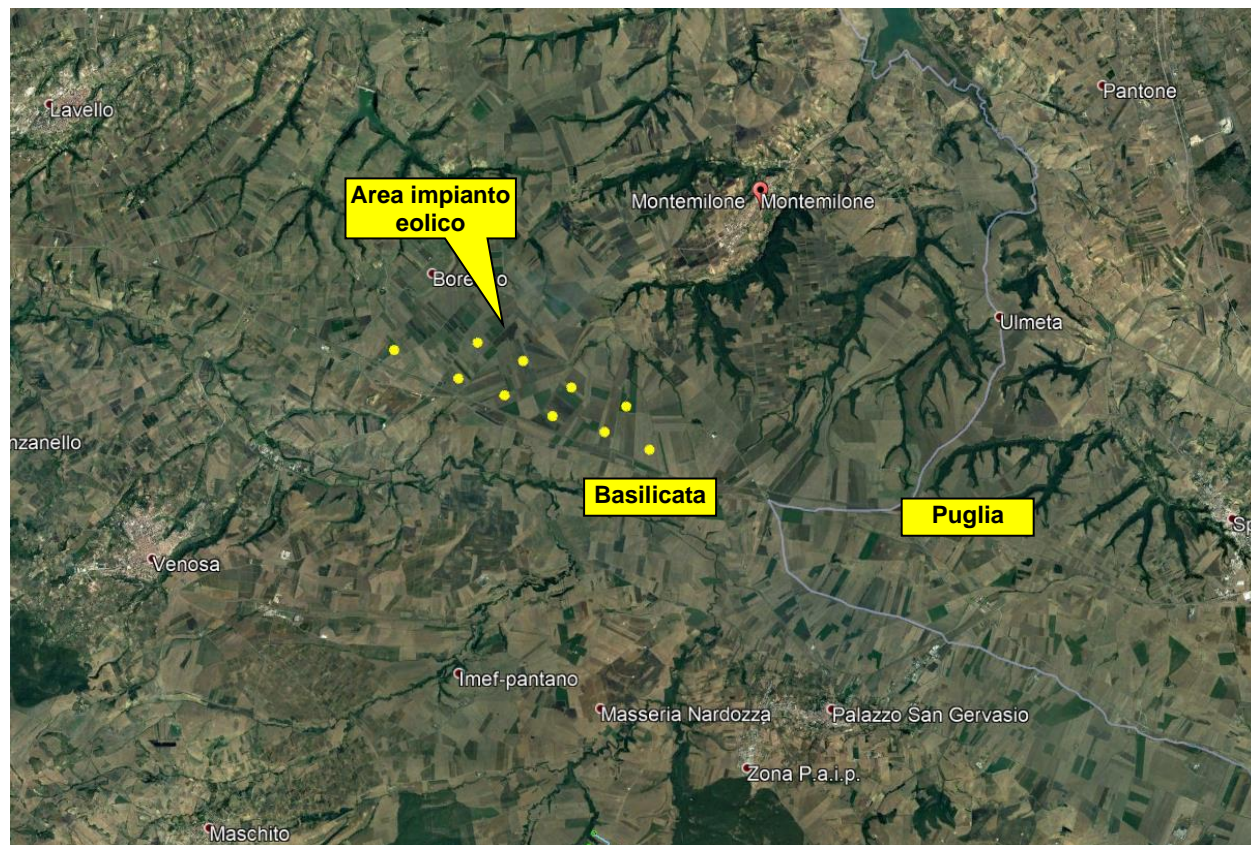 Lavello
Pantone
Area impianto
eolico
Montemilone
Montemilone
Ulmeta
nzanello
Basilicata
Puglia
Sp
Venosa
Imef-pantano
Masseria Nardozza
Palazzo San Gervasio
Zona P.a.i.p.
Maschito